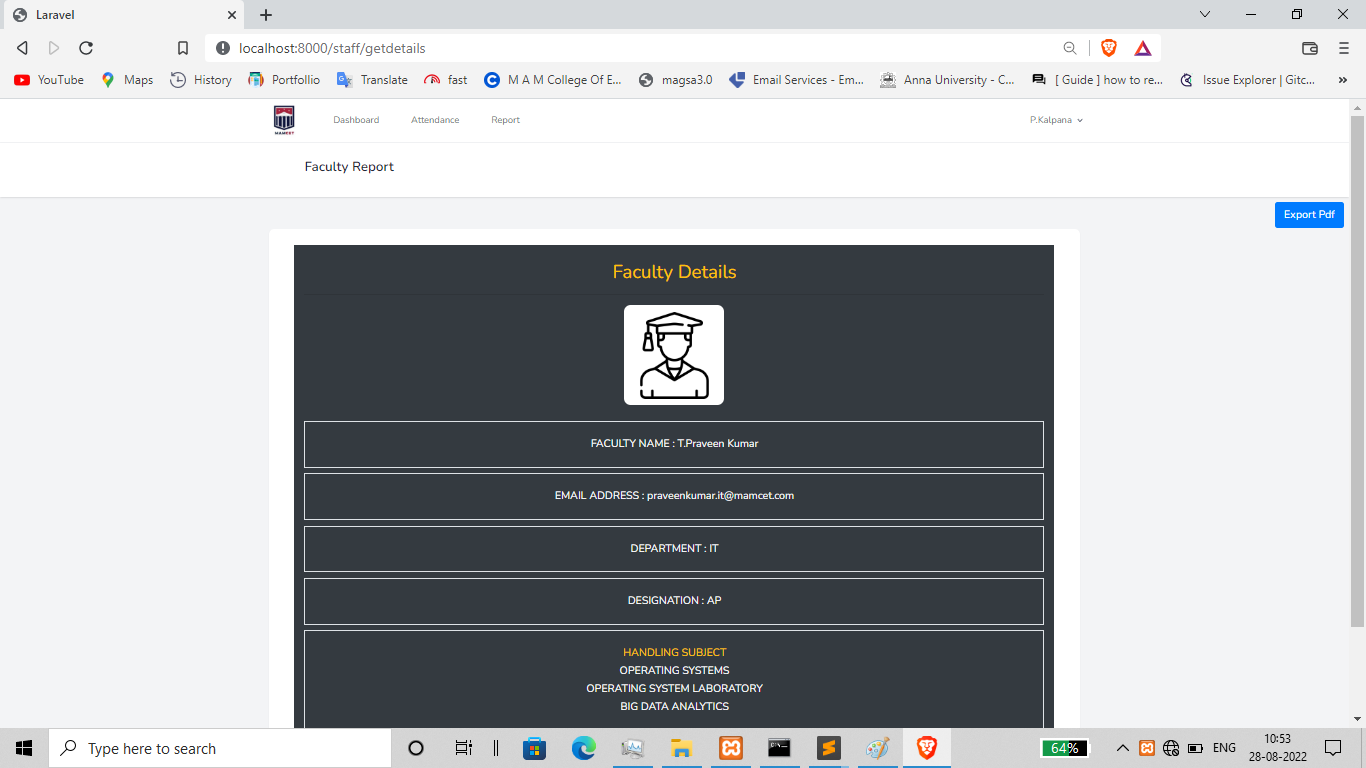 Laravel
localhost:8000/staff/getdetails
YouTube Maps History Portfollio Translate fast M A M College Of E... magsa3.0 Email Services - Em... Anna University - C... [ Guide ] how to re... Issue Explorer | Gitc...
MAMCET
Dashboard Attendance Report P.Kalpana
Faculty Report
Export Pdf
Faculty Details
FACULTY NAME : T.Praveen Kumar
EMAIL ADDRESS : praveenkumar.it@mamcet.com
DEPARTMENT : IT
DESIGNATION : AP
HANDLING SUBJECT
OPERATING SYSTEMS
OPERATING SYSTEM LABORATORY
BIG DATA ANALYTICS
Type here to search
64%
ENG
10:53
28-08-2022